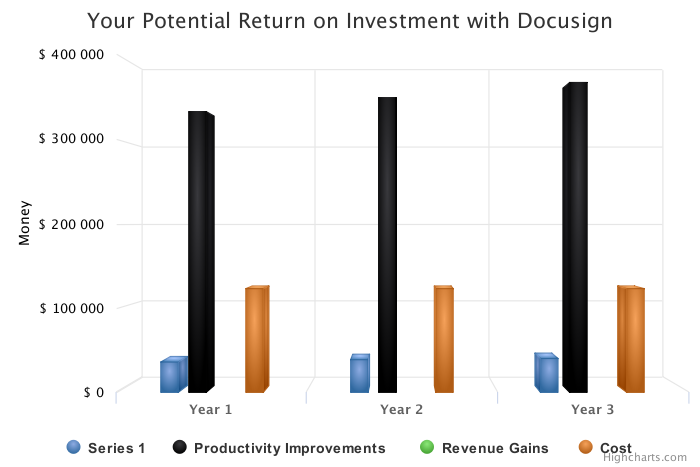 Your Potential Return on Investment with Docusign
$ 400 000
$ 300 000
$ 200 000
$ 100 000
$ 0
Money
Year 1
Year 2
Year 3
Series 1
Productivity Improvements
Revenue Gains
Cost
Highcharts.com